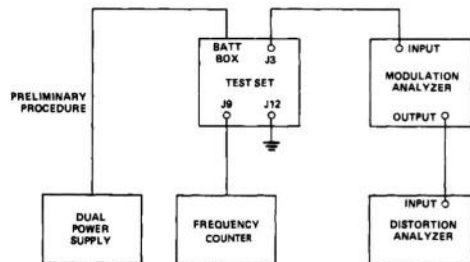 BATT
BOX
J3
TEST SET
J9
J12
INPUT
MODULATION
ANALYZER
OUTPUT
PRELIMINARY
PROCEDURE
DUAL
POWER
SUPPLY
FREQUENCY
COUNTER
INPUT
DISTORTION
ANALYZER